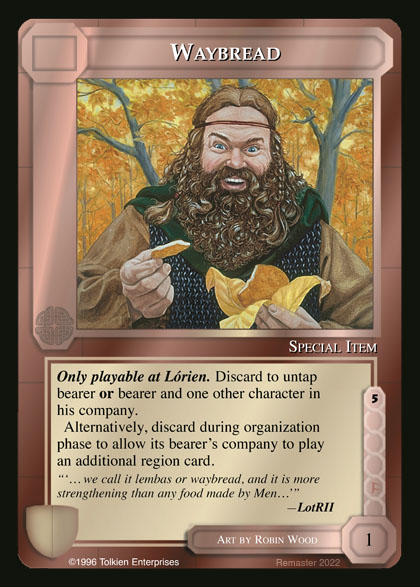 WAYBREAD
SPECIAL ITEM
Only playable at Lórien. Discard to untap
bearer or bearer and one other character in
his company.
Alternatively, discard during organization
phase to allow its bearer's company to play
an additional region card.
“‘… we call it lembas or waybread, and it is more
strengthening than any food made by Men…’”
—LotRII
5
F
ART BY ROBIN WOOD
1
©1996 Tolkien Enterprises
Remaster 2022